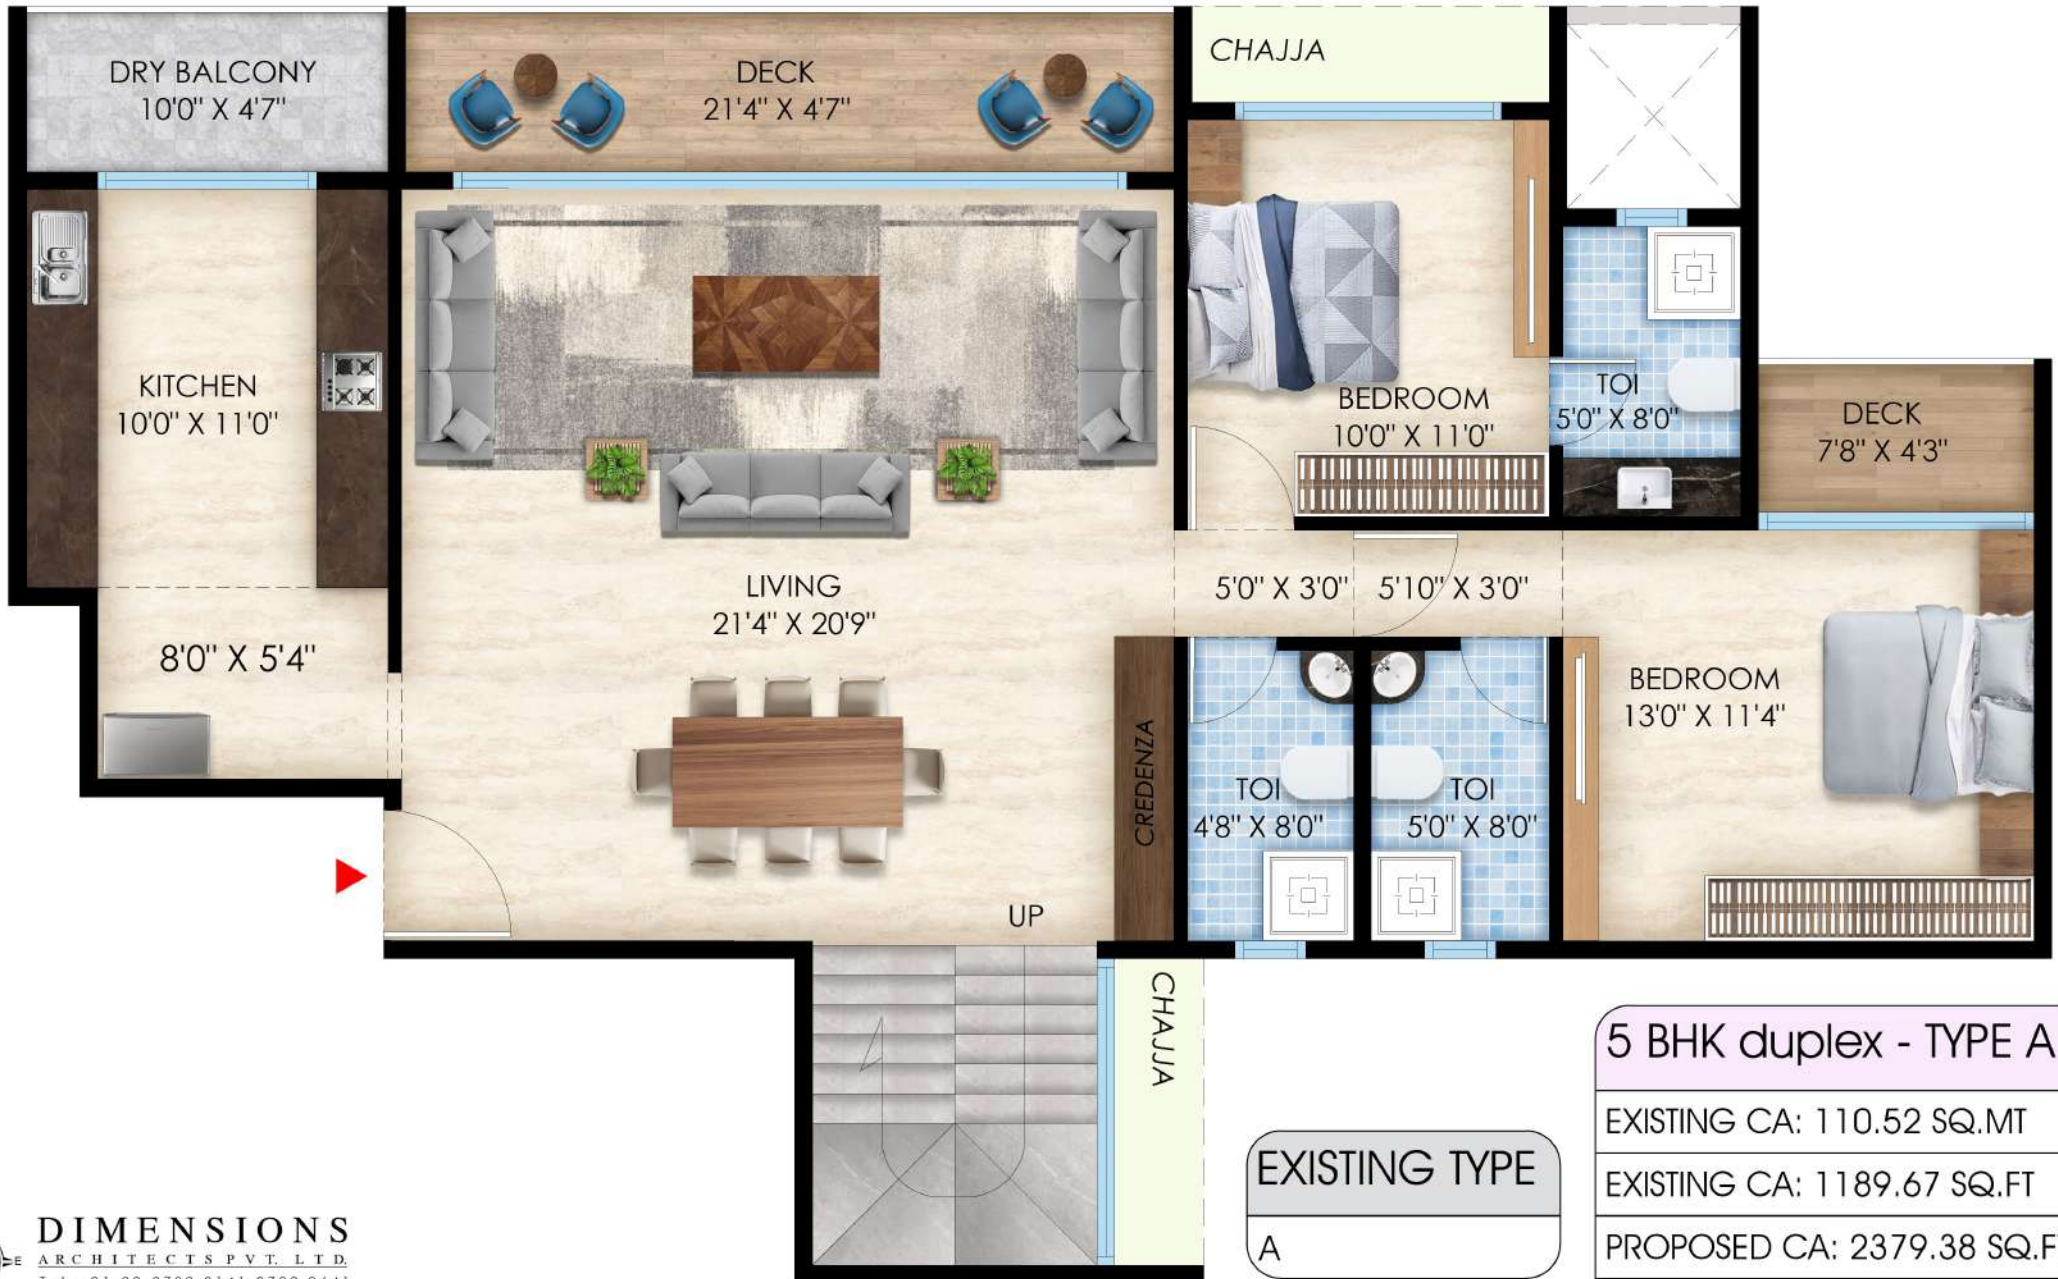 DRY BALCONY
10'0" X 4'7"
DECK
21'4" X 4'7"
CHAJJA
KITCHEN
10'0" X 11'0"
BEDROOM
10'0" X 11'0"
TOI
5'0" X 8'0"
DECK
7'8" X 4'3"
LIVING
21'4" X 20'9"
5'0" X 3'0"
5'10" X 3'0"
8'0" X 5'4"
BEDROOM
13'0" X 11'4"
CREDENZA
TOI
4'8" X 8'0"
TOI
5'0" X 8'0"
UP
CHAJJA
5 BHK duplex - TYPE A
EXISTING CA: 110.52 SQ.MT
EXISTING CA: 1189.67 SQ.FT
PROPOSED CA: 2379.38 SQ.F
EXISTING TYPE
A
E
DIMENSIONS
ARCHITECTS PVT. LTD.